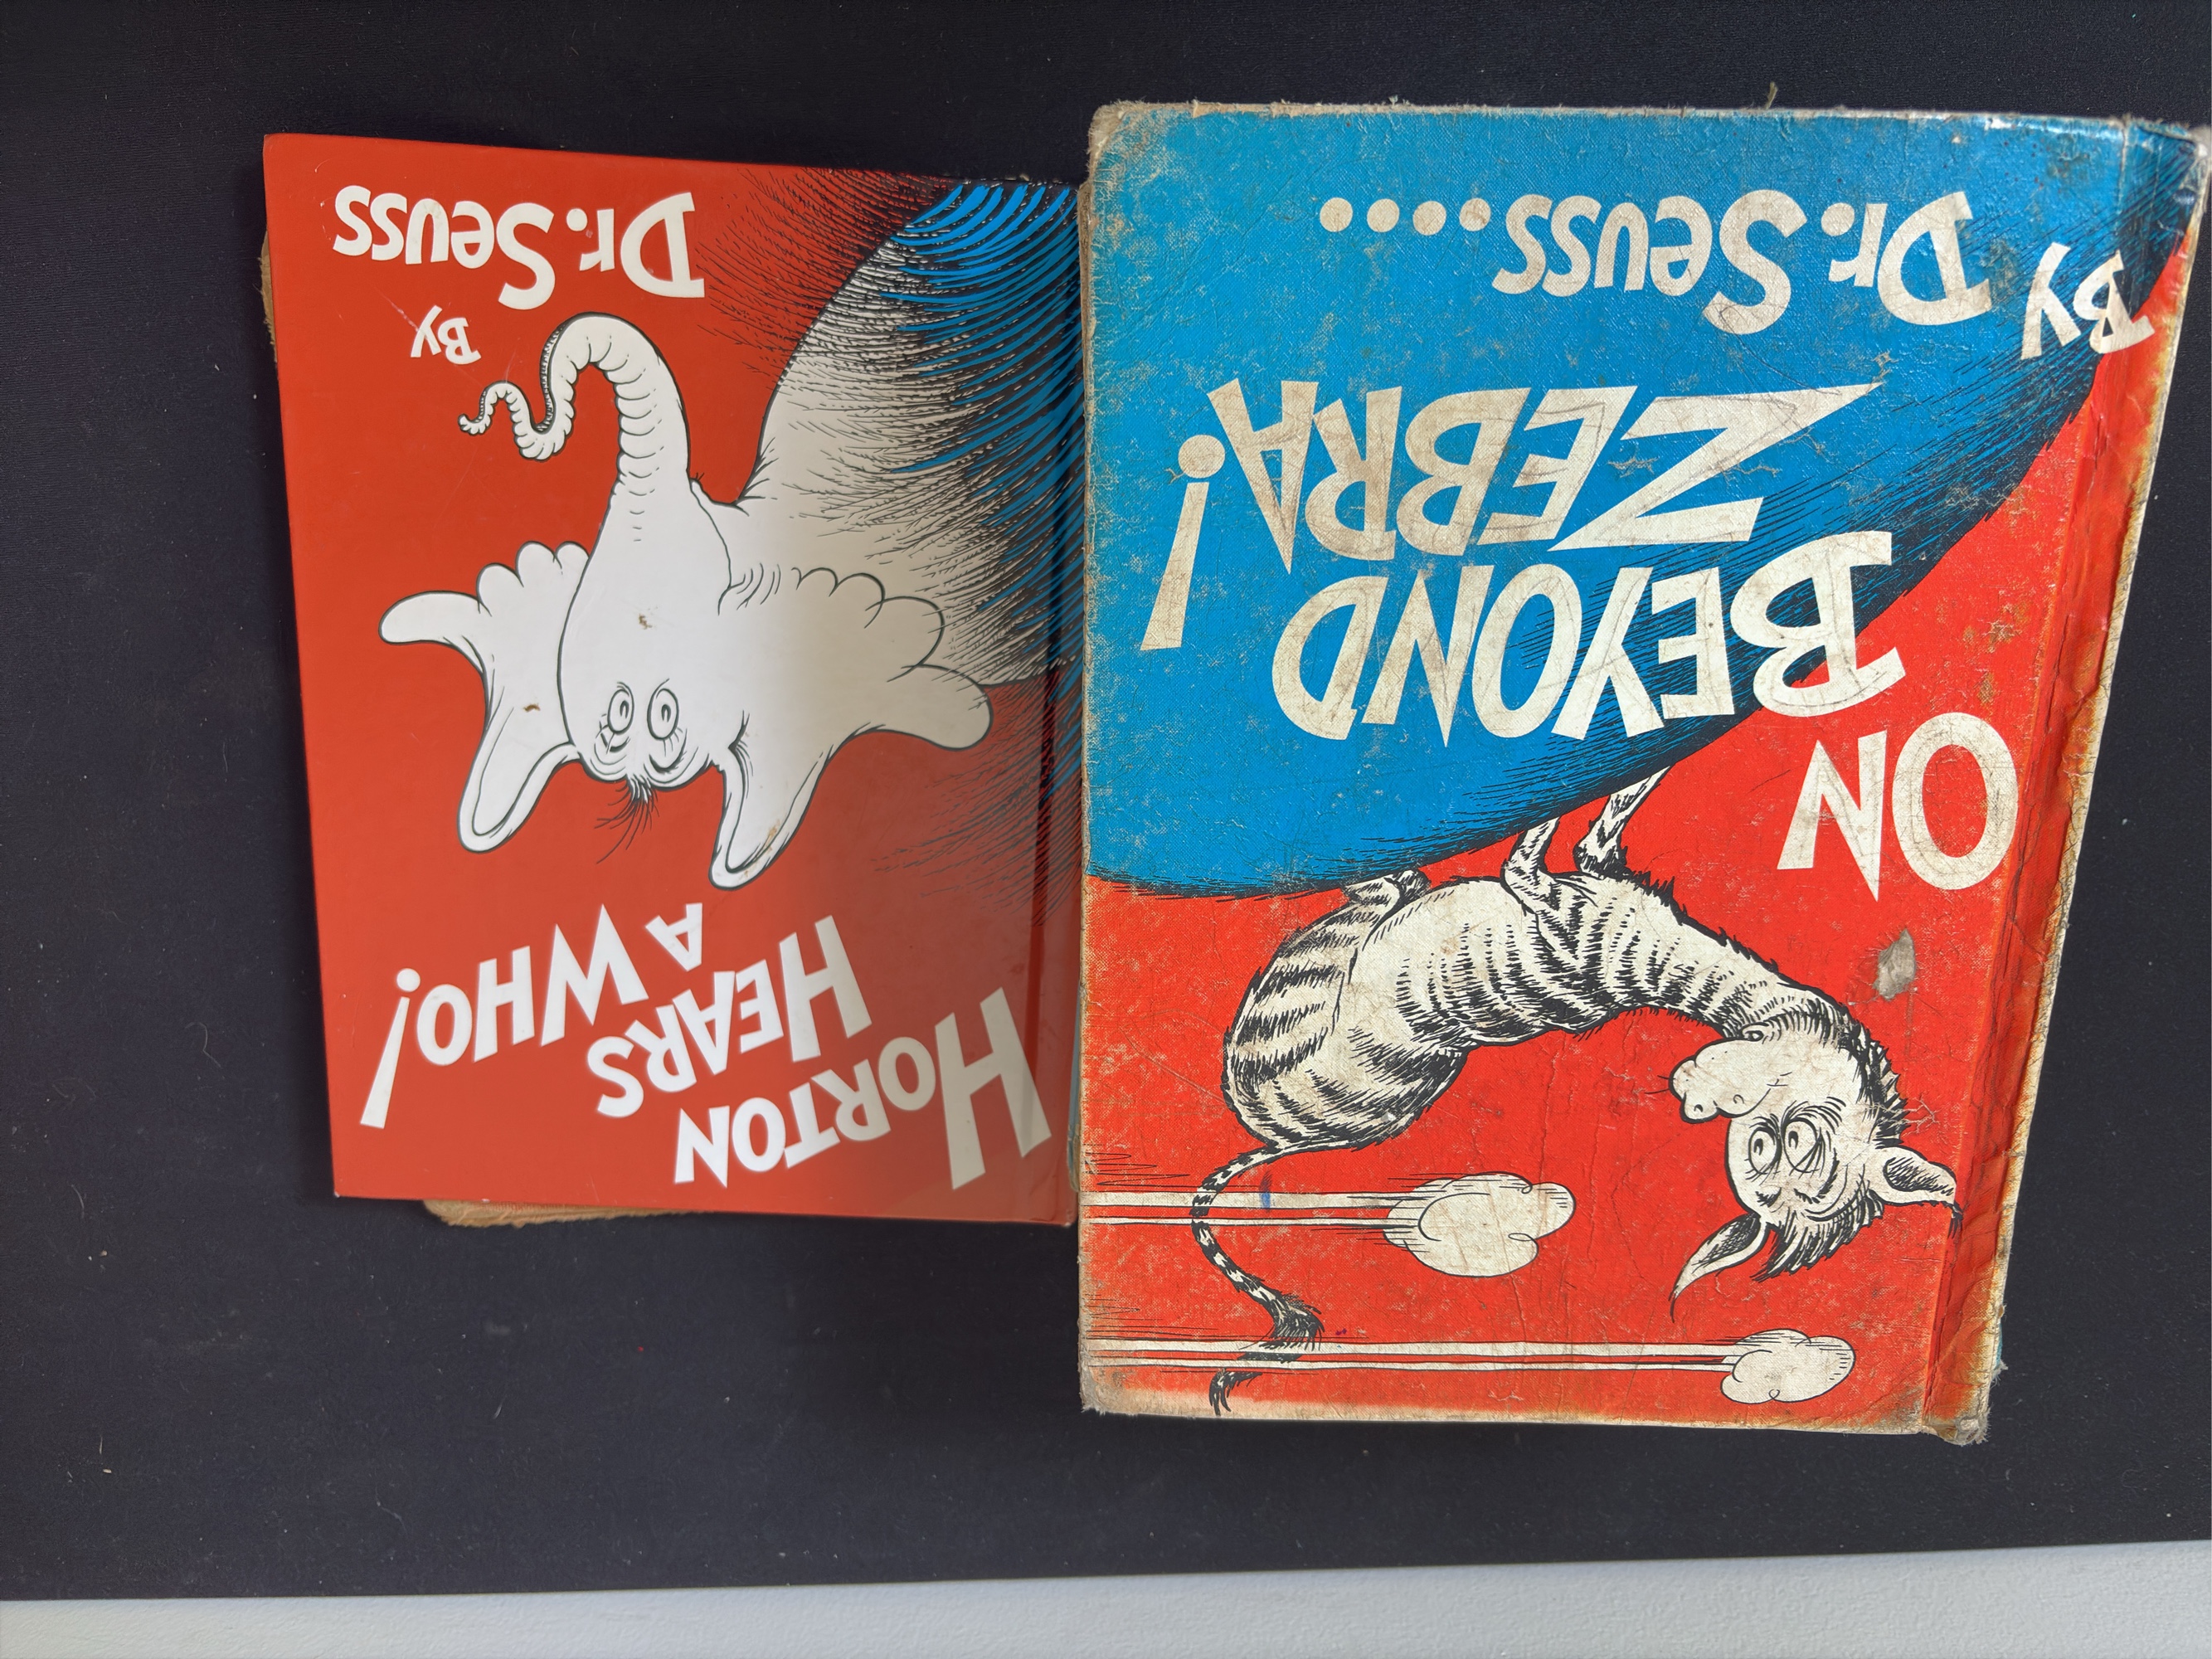 ON
BEYOND
ZEBRA!
By Dr. Seuss.....
HORTON
HEARS
A WHO!
By
Dr. Seuss